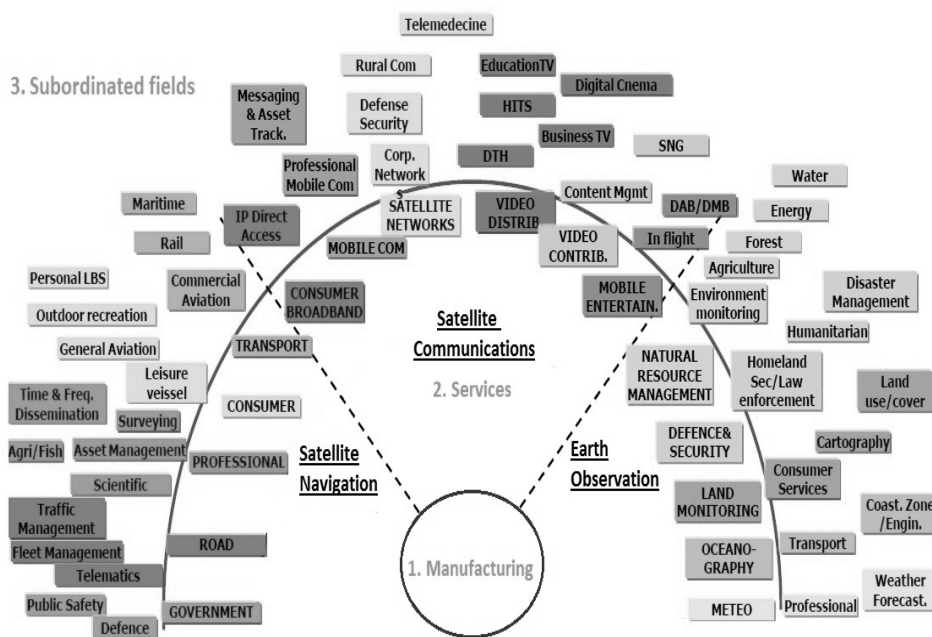 Telemedecine
3. Subordinated fields
Rural Com
EducationTV
Digital Cnema
Messaging
& Asset
Track.
Defense
Security
HITS
Business TV
SNG
Professional
Mobile Com
Corp.
Network
s
DTH
Water
Maritime
IP Direct
Access
SATELLITE
NETWORKS
VIDEO
DISTRIB
Content Mgmt
DAB/DMB
Energy
Rail
MOBILE COM
VIDEO
CONTRIB.
In flight
Forest
Personal LBS
Commercial
Aviation
CONSUMER
BROADBAND
MOBILE
ENTERTAIN.
Agriculture
Environment
monitoring
Disaster
Management
Outdoor recreation
Satellite
Communications
Humanitarian
General Aviation
TRANSPORT
NATURAL
RESOURCE
MANAGEMENT
Homeland
Sec/Law
enforcement
Leisure
veissel
2. Services
Time & Freq.
Dissemination
CONSUMER
Land
use/cover
Surveying
DEFENCE&
SECURITY
Cartography
Agri/Fish
Asset Management
PROFESSIONAL
Satellite
Navigation
Earth
Observation
Consumer
Services
Scientific
LAND
MONITORING
Coast. Zone
/Engin.
Traffic
Management
Fleet Management
ROAD
OCEANO-
GRAPHY
Transport
1. Manufacturing
Telematics
Weather
Forecast.
Public Safety
GOVERNMENT
METEO
Professional
Defence